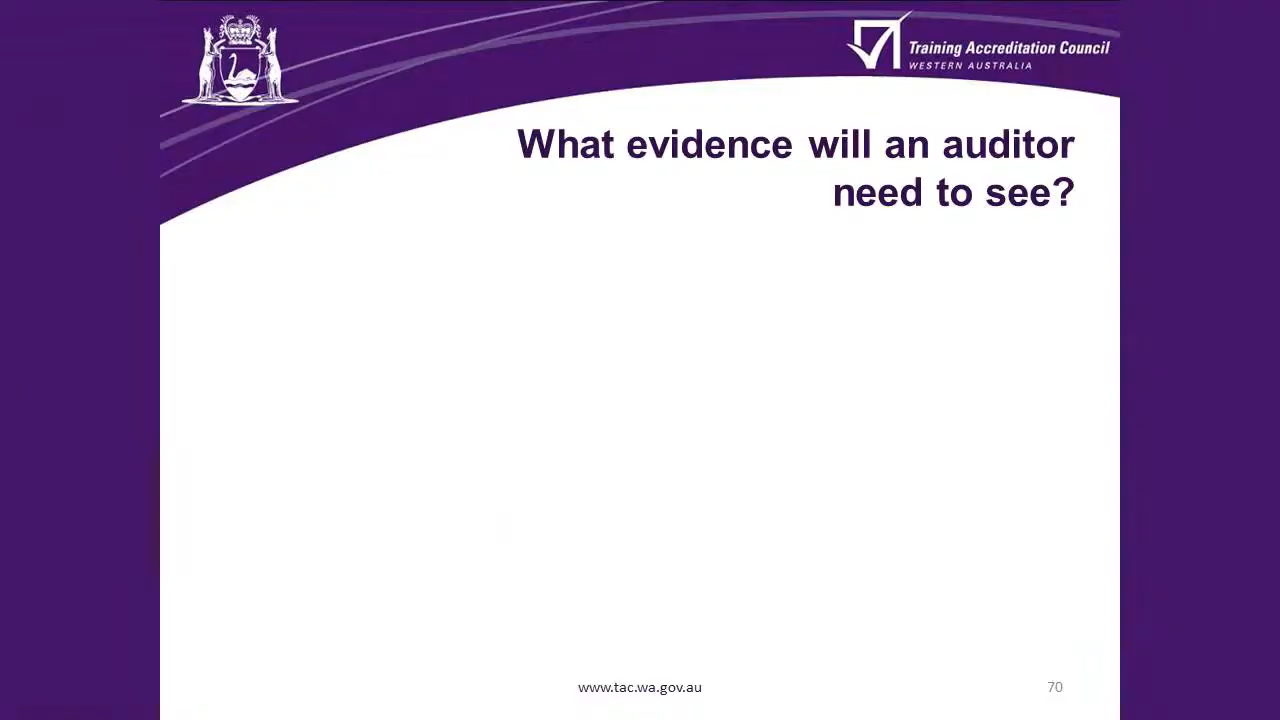 Training Accreditation Council
WESTERN AUSTRALIA
What evidence will an auditor
need to see?
www.tac.wa.gov.au
70